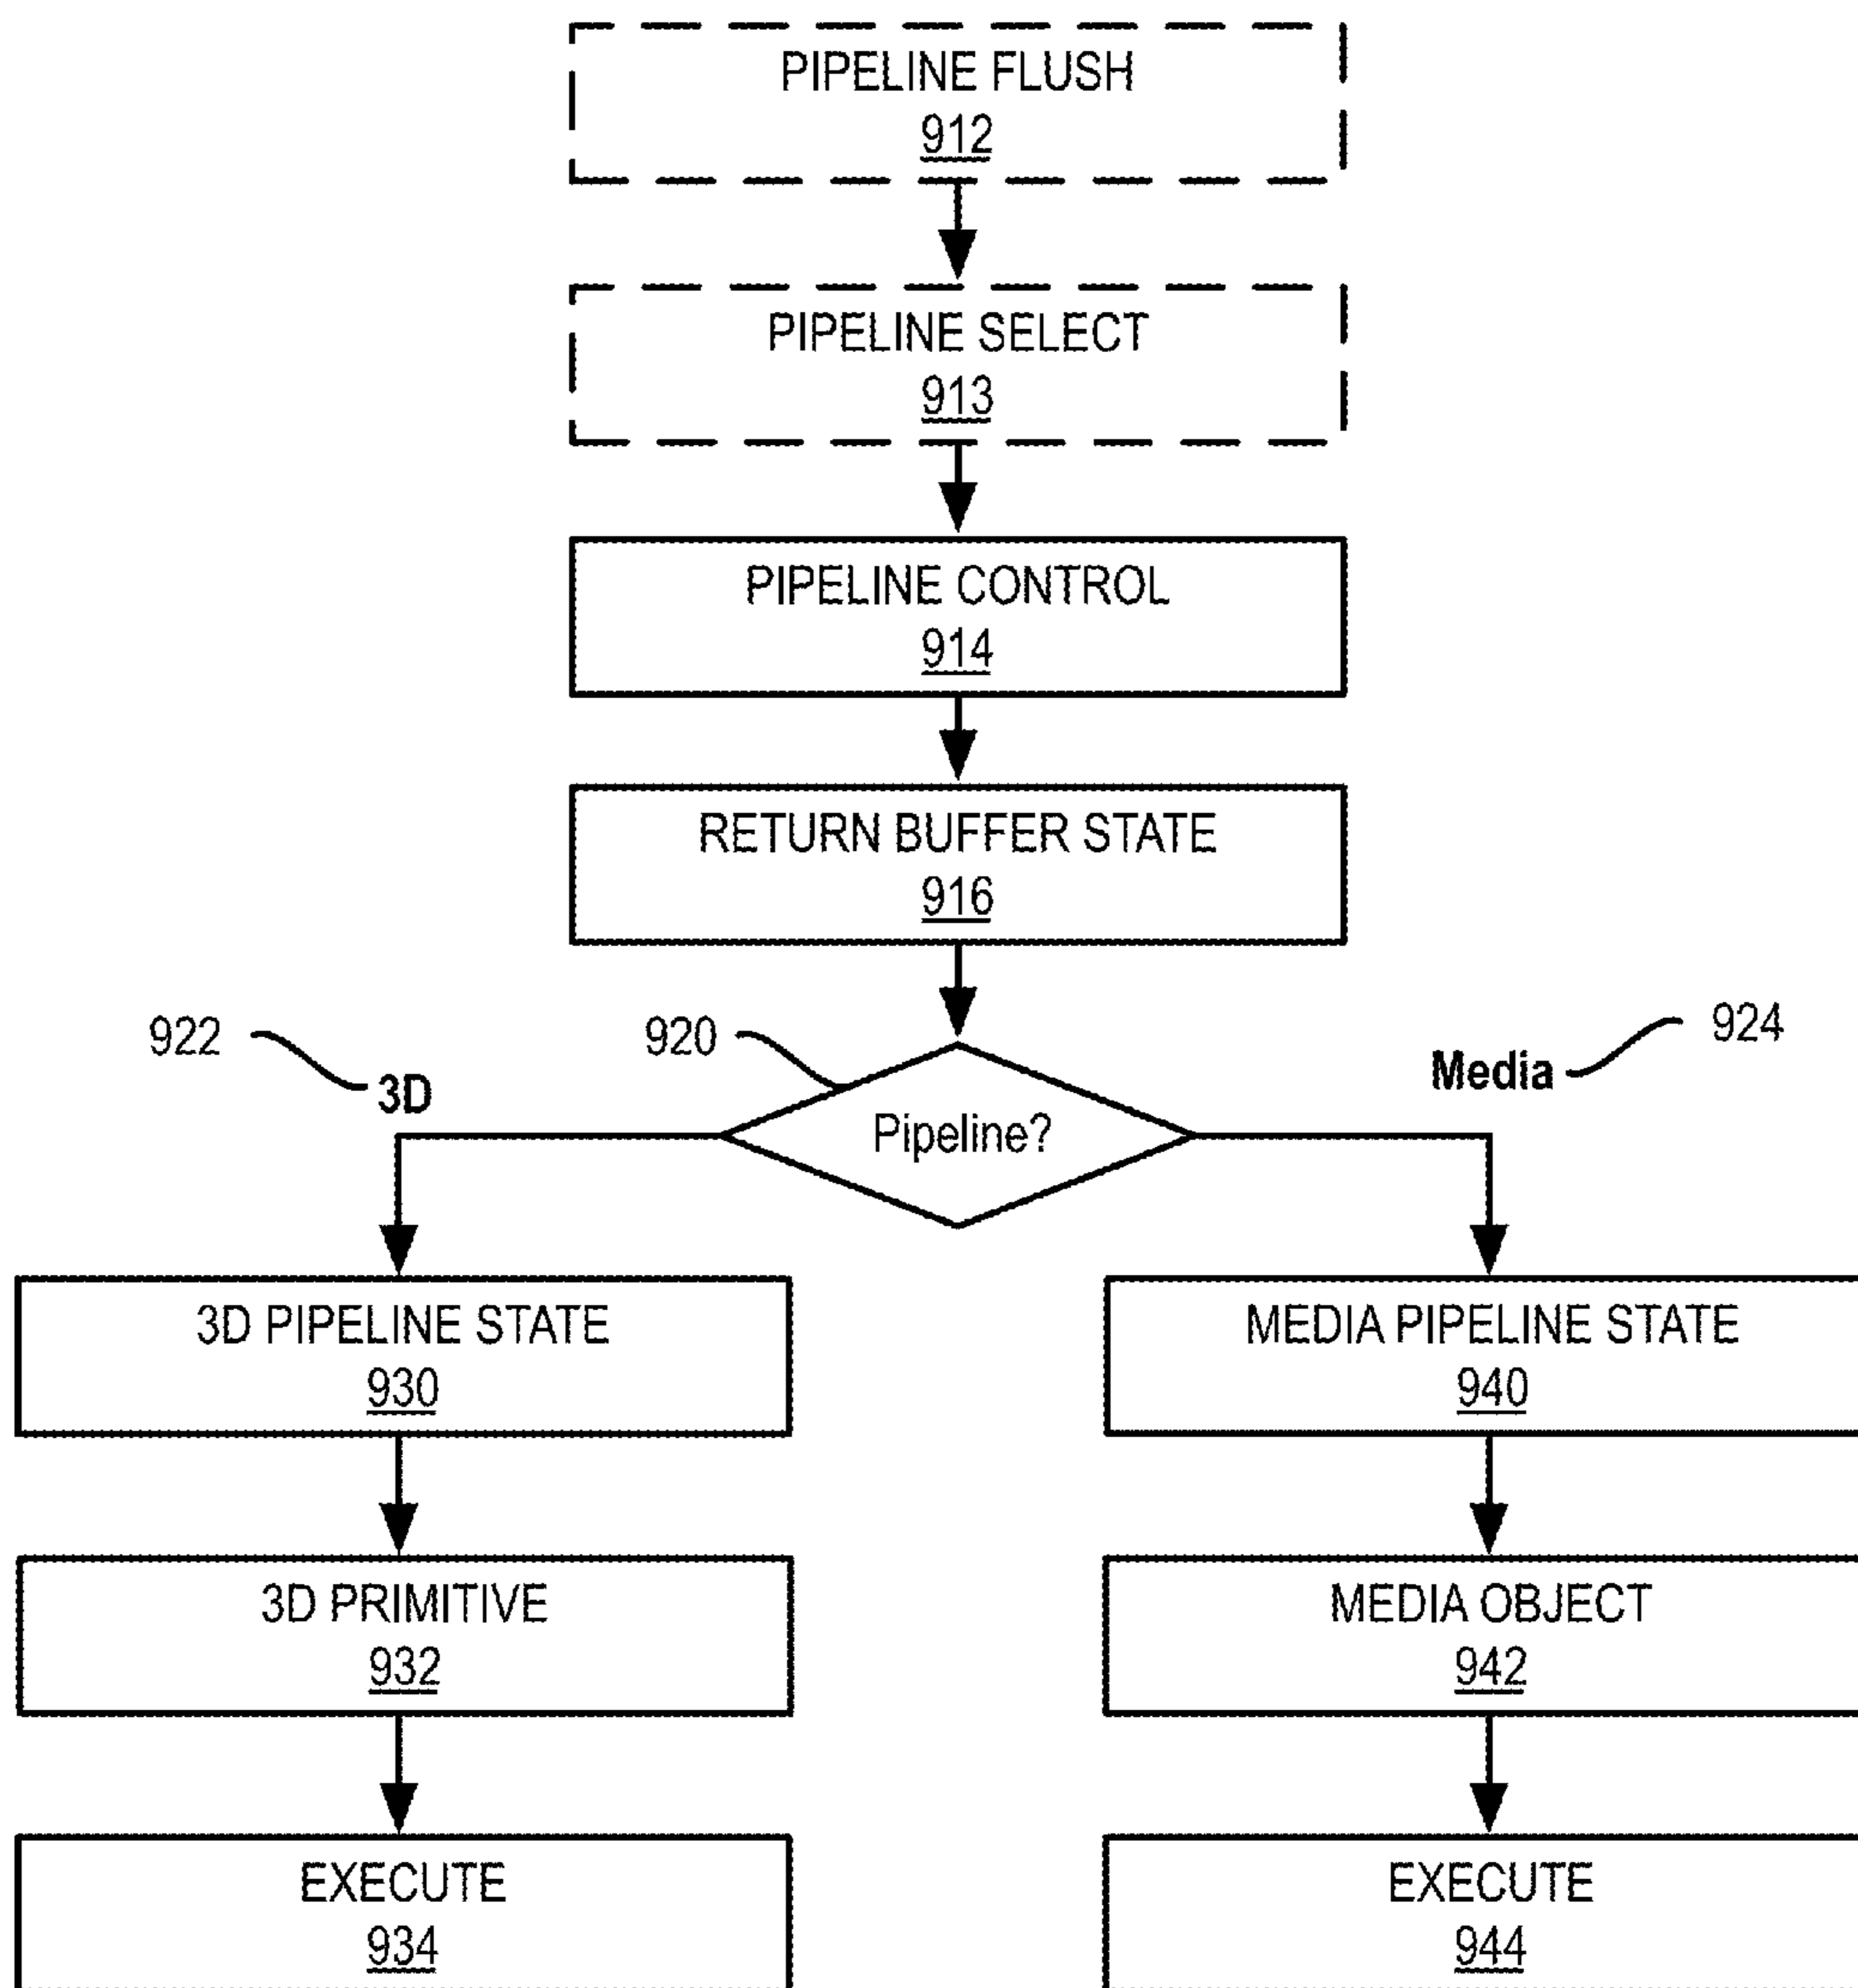 PIPELINE FLUSH
912
PIPELINE SELECT
913
PIPELINE CONTROL
914
RETURN BUFFER STATE
916
922
920
924
3D
Media
Pipeline?
3D PIPELINE STATE
930
MEDIA PIPELINE STATE
940
3D PRIMITIVE
932
MEDIA OBJECT
942
EXECUTE
934
EXECUTE
944